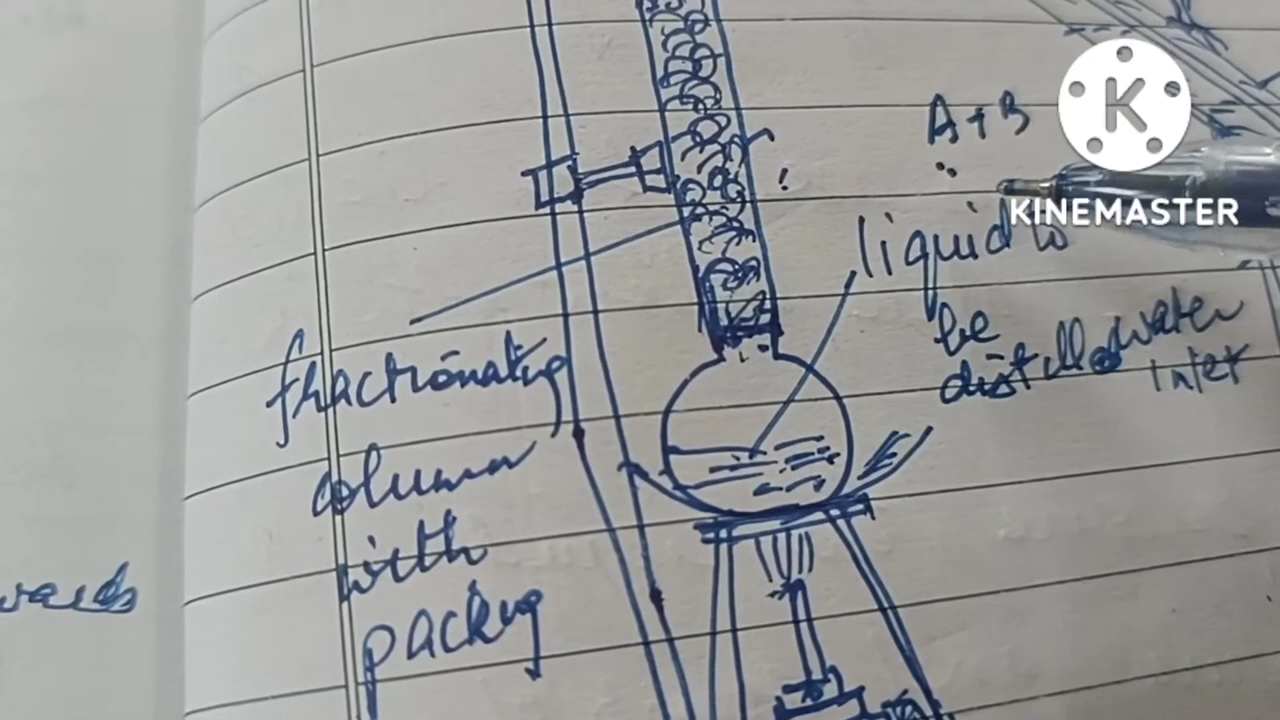 A + B
K
KINEMASTER
liquid to
be
distilled
water
inlet
fractionating
column
with
packing